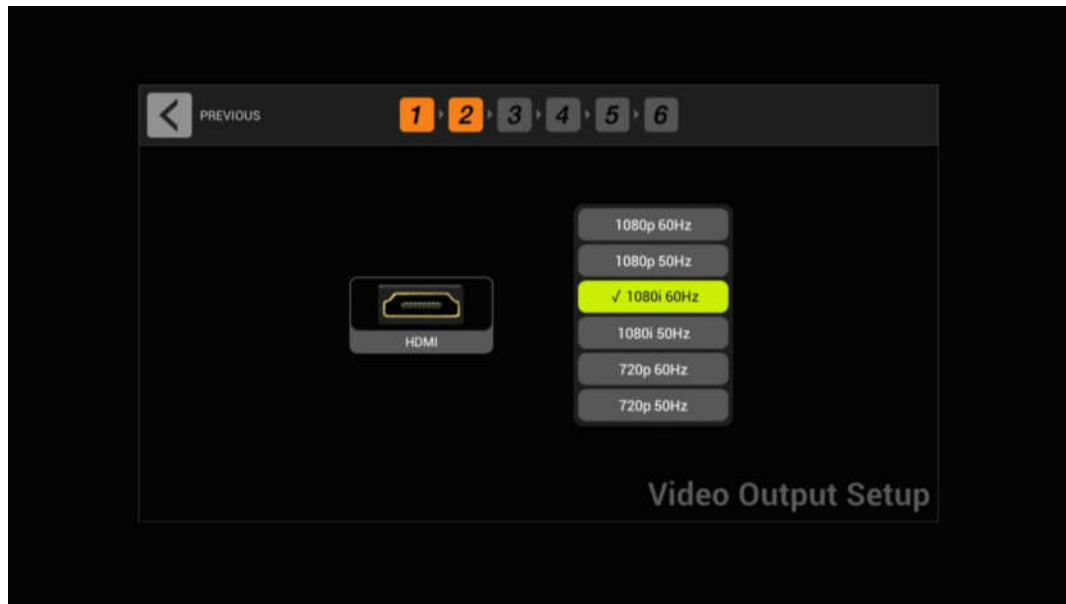 PREVIOUS
1 2 3 4 5 6
1080p 60Hz
1080p 50Hz
√ 1080i 60Hz
1080i 50Hz
720p 60Hz
720p 50Hz
HDMI
Video Output Setup